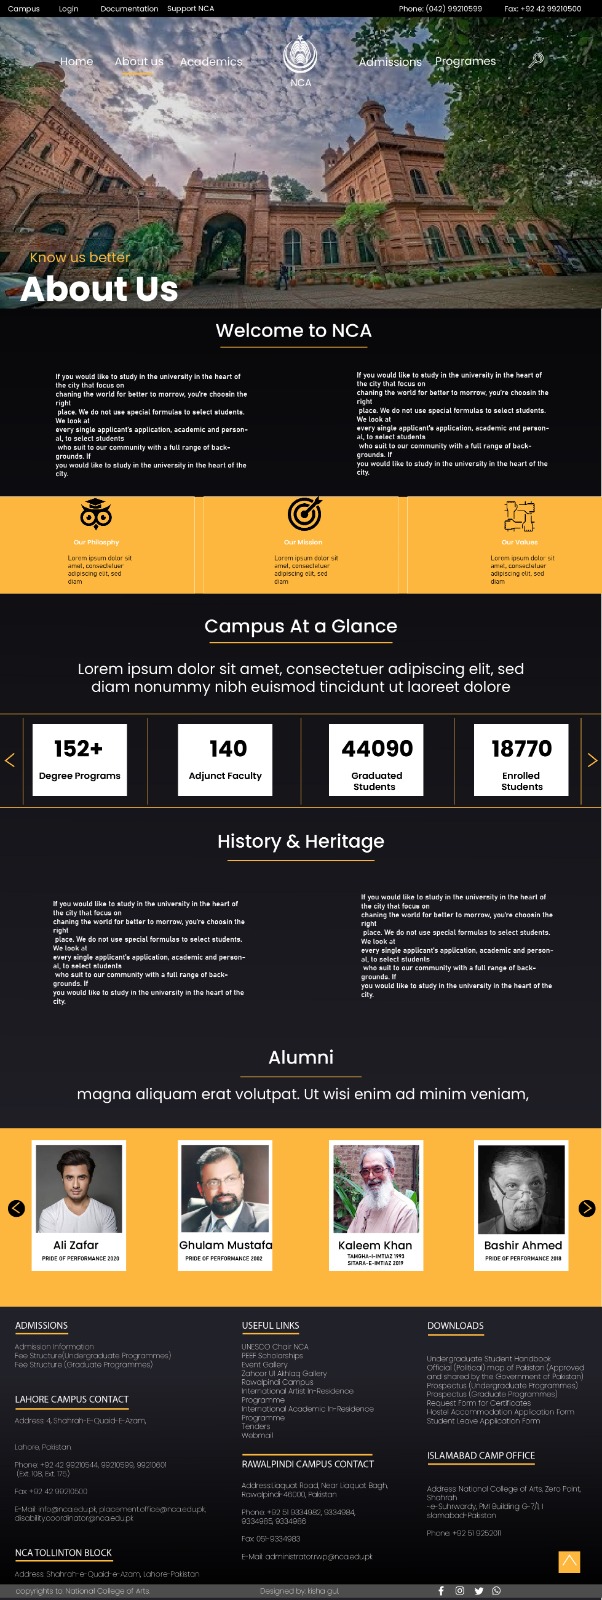 Campus Login Documentation Support NCA Phone: (042) 99210599 Fax: +92 42 99210500
Home About us Academics NCA Admissions Programes
Know us better
About Us
Welcome to NCA
If you would like to study in the university in the heart of
the city that focus on
chaning the world for better to morrow, you're choosin the
right
place. We do not use special formulas to select students.
We look at
every single applicant's application, academic and person-
al, to select students
who suit to our community with a full range of back-
grounds. If
you would like to study in the university in the heart of the
city.
If you would like to study in the university in the heart of
the city that focus on
chaning the world for better to morrow, you're choosin the
right
place. We do not use special formulas to select students.
We look at
every single applicant's application, academic and person-
al, to select students
who suit to our community with a full range of back-
grounds. If
you would like to study in the university in the heart of the
city.
Our Philosphy
Lorem ipsum dolor sit
amet, consectetuer
adipiscing elit, sed
diam
Our Mission
Lorem ipsum dolor sit
amet, consectetuer
adipiscing elit, sed
diam
Our Values
Lorem ipsum dolor sit
amet, consectetuer
adipiscing elit, sed
diam
Campus At a Glance
Lorem ipsum dolor sit amet, consectetuer adipiscing elit, sed
diam nonummy nibh euismod tincidunt ut laoreet dolore
152+
Degree Programs
140
Adjunct Faculty
44090
Graduated
Students
18770
Enrolled
Students
History & Heritage
If you would like to study in the university in the heart of
the city that focus on
chaning the world for better to morrow, you're choosin the
right
place. We do not use special formulas to select students.
We look at
every single applicant's application, academic and person-
al, to select students
who suit to our community with a full range of back-
grounds. If
you would like to study in the university in the heart of the
city.
If you would like to study in the university in the heart of
the city that focus on
chaning the world for better to morrow, you're choosin the
right
place. We do not use special formulas to select students.
We look at
every single applicant's application, academic and person-
al, to select students
who suit to our community with a full range of back-
grounds. If
you would like to study in the university in the heart of the
city.
Alumni
magna aliquam erat volutpat. Ut wisi enim ad minim veniam,
Ali Zafar
PRIDE OF PERFORMANCE 2020
Ghulam Mustafa
PRIDE OF PERFORMANCE 2002
Kaleem Khan
TAMGHA-I-IMTIAZ 1995
SITARA-E-IMTIAZ 2019
Bashir Ahmed
PRIDE OF PERFORMANCE 2018
ADMISSIONS
Admission Information
Fee Structure(Undergraduate Programmes)
Fee Structure (Graduate Programmes)
LAHORE CAMPUS CONTACT
Address 4, Shahrah-E-Quaid-E-Azam,
Lahore, Pakistan
Phone: +92 42 99210544, 99210599, 99210601
(Ext. 108, Ext. 175)
Fax +92 42 99210500
E-Mail: info@nca.edu.pk, placement.office@nca.edu.pk,
disability.coordinator@nca.edu.pk
NCA TOLLINTON BLOCK
Address Shahrah-e-Quaid-e-Azam, Lahore-Pakistan
USEFUL LINKS
UNESCO Chair NCA
PEEF Scholarships
Event Gallery
Zahoor Ul Akhlaq Gallery
Rawalpindi Campus
International Artist In-Residence
Programme
International Academic In-Residence
Programme
Tenders
Webmail
RAWALPINDI CAMPUS CONTACT
Address:Liaquat Road, Near Liaquat Bagh,
Rawalpindi-46000, Pakistan
Phone: +92 51 9334982, 9334984,
9334985, 9334986
Fax: 051-9334983
E-Mail: administrator.rwp@nca.edu.pk
DOWNLOADS
Undergraduate Student Handbook
Official (Political) map of Pakistan (Approved
and shared by the Government of Pakistan)
Prospectus (Undergraduate Programmes)
Prospectus (Graduate Programmes)
Request Form for Certificates
Hostel Accommodation Application Form
Student Leave Application Form
ISLAMABAD CAMP OFFICE
Address: National College of Arts, Zero Point,
Shahrah
-e-Suhrwardy, PMI Building G-7/1, I
slamabad-Pakistan
Phone: +92 51 9252011
copyrights to: National College of Arts. Designed by: Irisha gul.